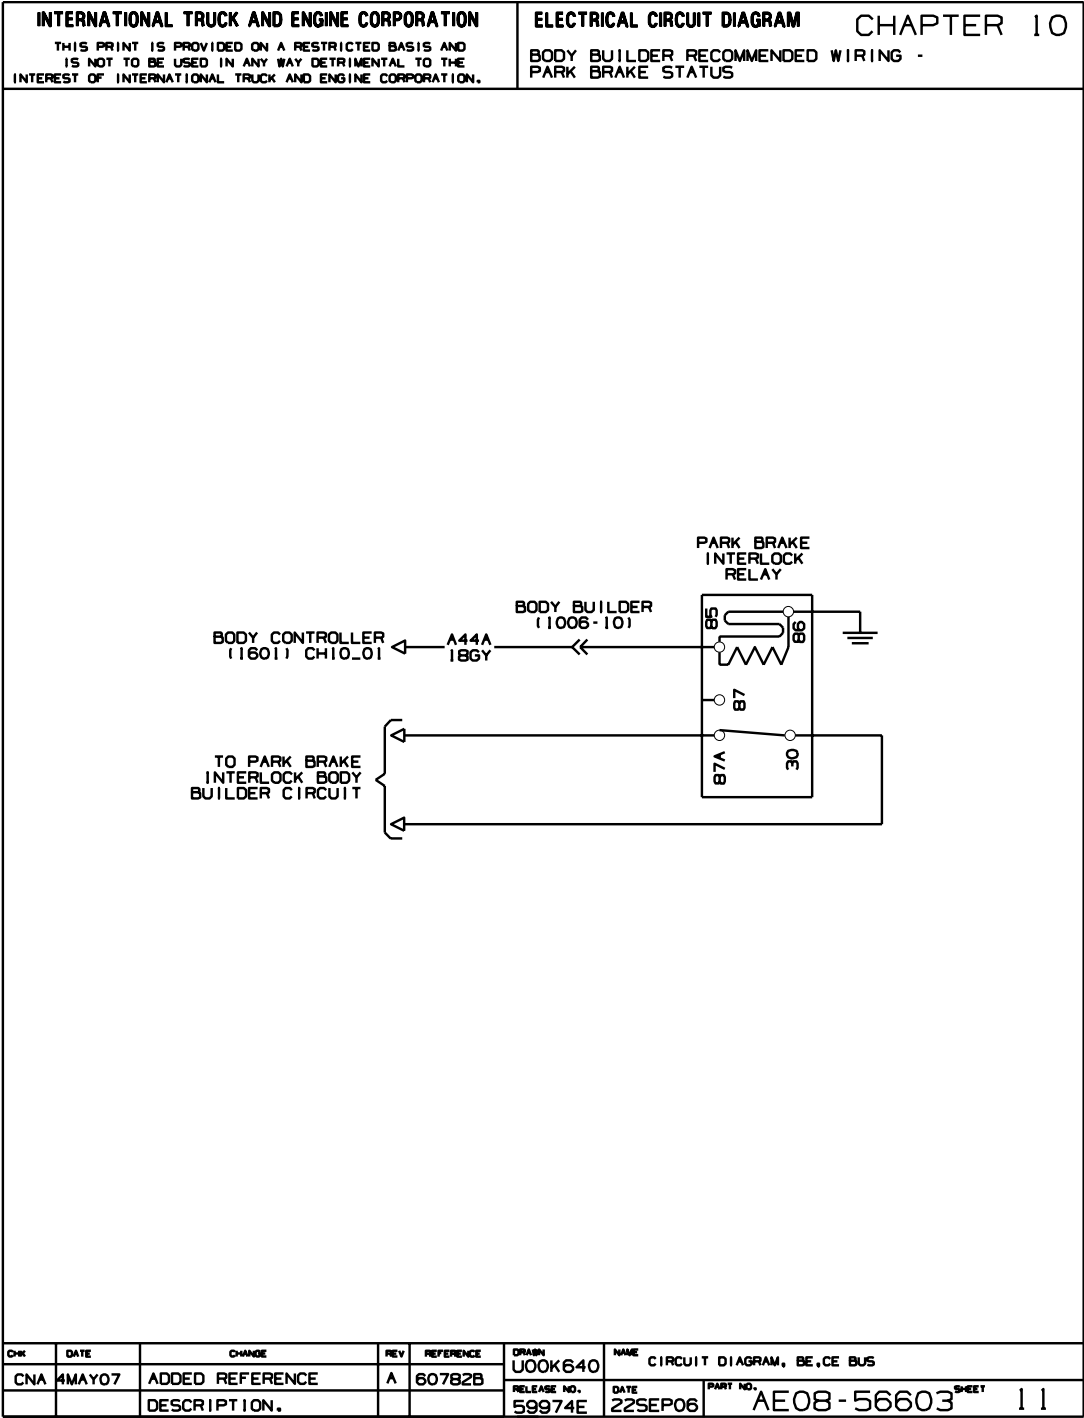 INTERNATIONAL TRUCK AND ENGINE CORPORATION
THIS PRINT IS PROVIDED ON A RESTRICTED BASIS AND
IS NOT TO BE USED IN ANY WAY DETRIMENTAL TO THE
INTEREST OF INTERNATIONAL TRUCK AND ENGINE CORPORATION.
ELECTRICAL CIRCUIT DIAGRAM
CHAPTER 10
BODY BUILDER RECOMMENDED WIRING -
PARK BRAKE STATUS
PARK BRAKE
INTERLOCK
RELAY
BODY BUILDER
(1006-10)
BODY CONTROLLER
(1601) CH10_01
A44A
18GY
85
86
87
87A
30
TO PARK BRAKE
INTERLOCK BODY
BUILDER CIRCUIT
CHK DATE CHANGE REV REFERENCE
CNA 4MAY07 ADDED REFERENCE A 60782B
DESCRIPTION.
DRAWN
U00K640
NAME CIRCUIT DIAGRAM, BE,CE BUS
RELEASE NO.
59974E
DATE
22SEP06
PART NO. AE08-56603
SHEET 11